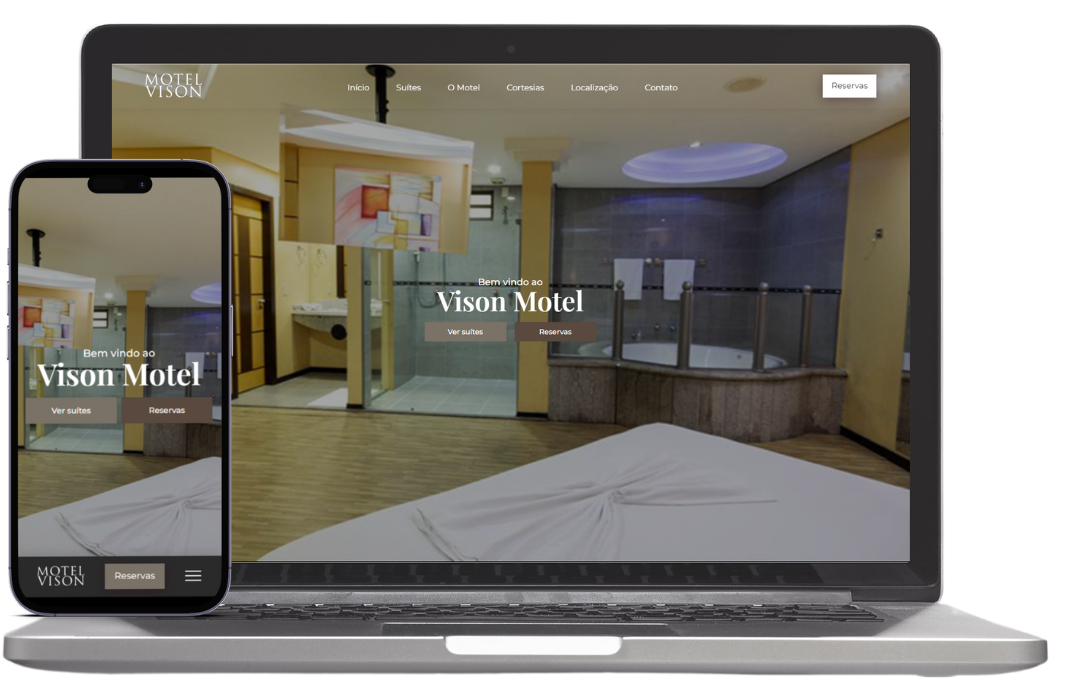 MOTEL
VISON
Início
Suítes
O Motel
Cortesias
Localização
Contato
Reservas
Bem vindo ao
Vison Motel
Ver suítes
Reservas
Bem vindo ao
Vison Motel
Ver suítes
Reservas
MOTEL
VISON
Reservas